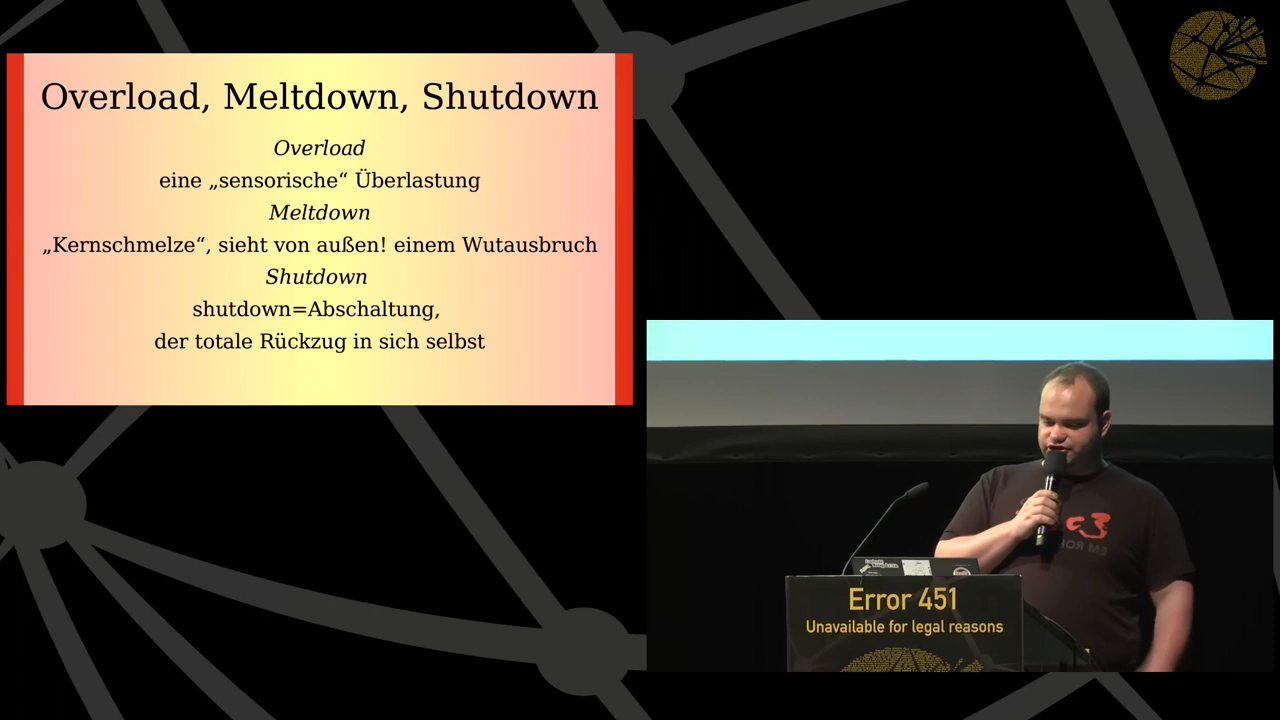 Overload, Meltdown, Shutdown
Overload
eine „sensorische“ Überlastung
Meltdown
„Kernschmelze“, sieht von außen! einem Wutausbruch
Shutdown
shutdown=Abschaltung,
der totale Rückzug in sich selbst
Error 451
Unavailable for legal reasons